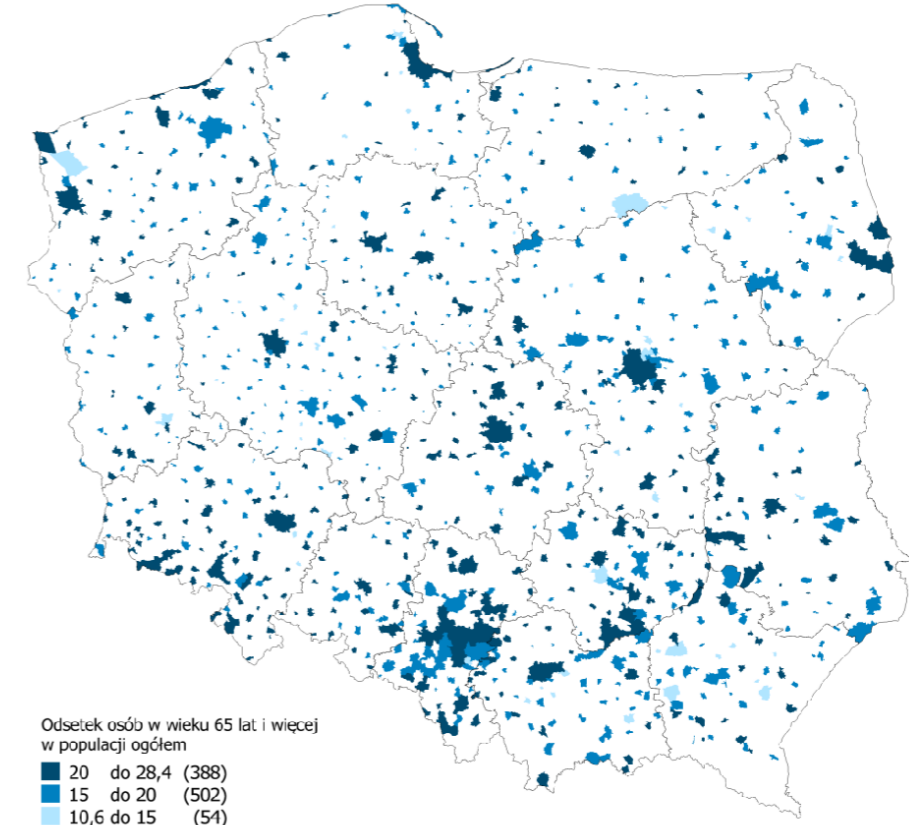 Odsetek osób w wieku 65 lat i więcej
w populacji ogółem
20 do 28,4 (388)
15 do 20 (502)
10,6 do 15 (54)